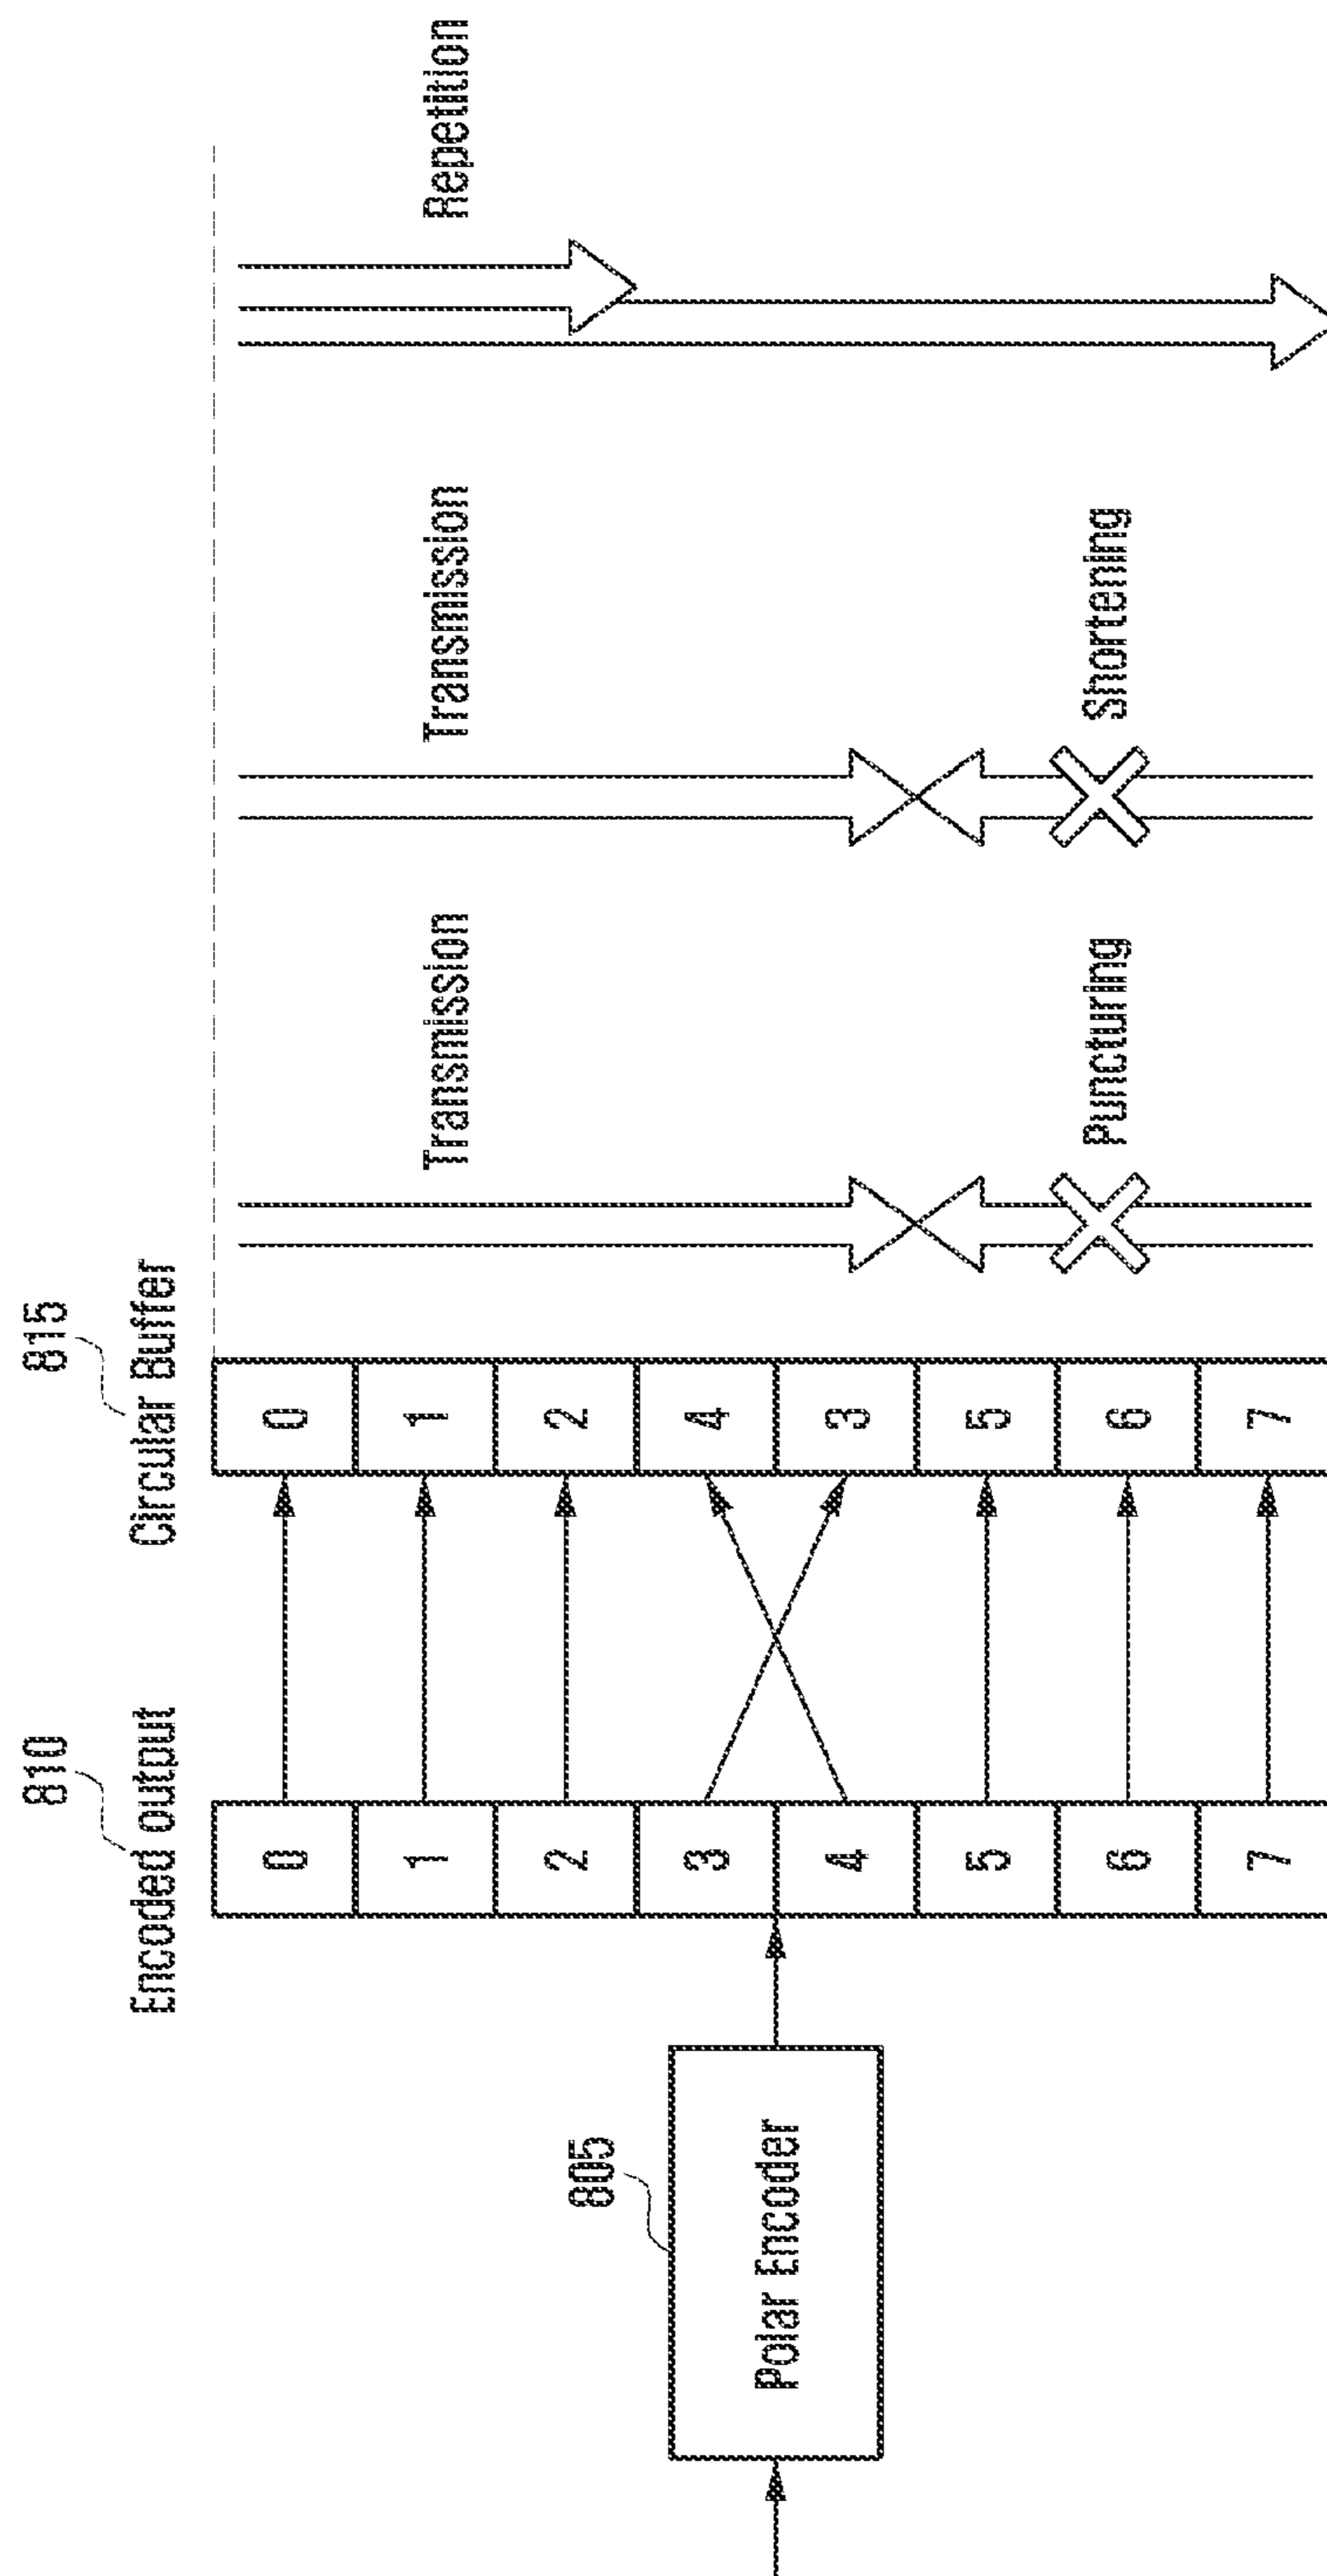 805
Polar Encoder
810
Encoded output
0
1
2
3
4
5
6
7
815
Circular Buffer
0
1
2
4
3
5
6
7
Transmission
Puncturing
Transmission
Shortening
Repetition